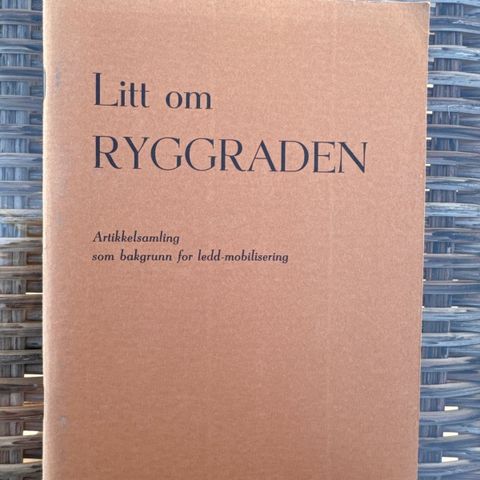 Litt om
RYGGRADEN
Artikkelsamling
som bakgrunn for ledd-mobilisering